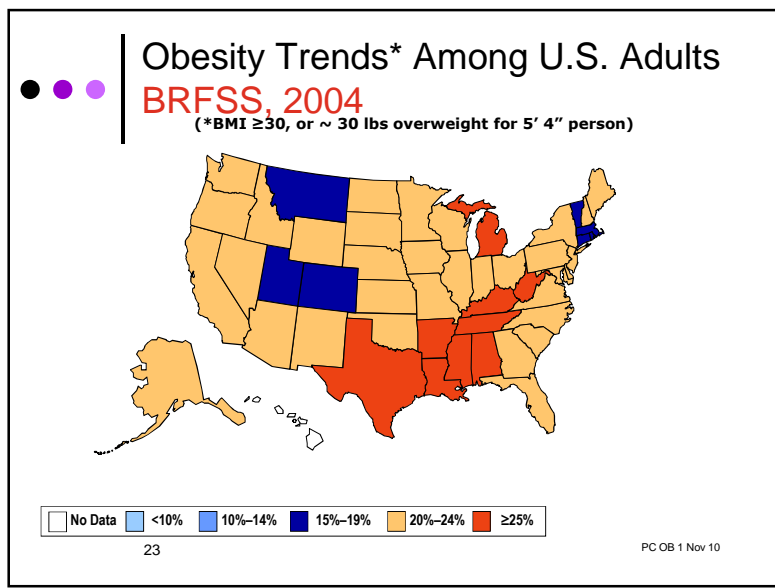 Obesity Trends* Among U.S. Adults
BRFSS, 2004
(*BMI ≥30, or ~ 30 lbs overweight for 5’ 4” person)
No Data <10% 10%–14% 15%–19% 20%–24% ≥25%
23
PC OB 1 Nov 10